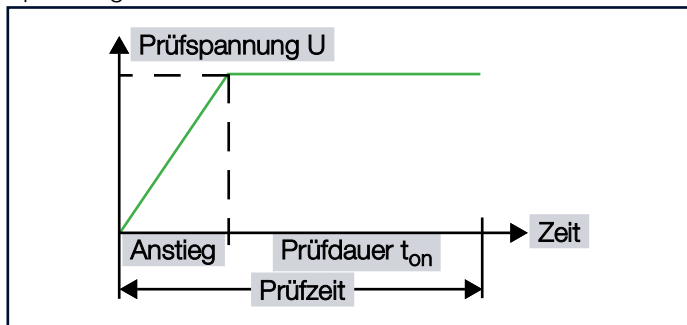 Prüfspannung U
Zeit
Anstieg
Prüfdauer ton
Prüfzeit